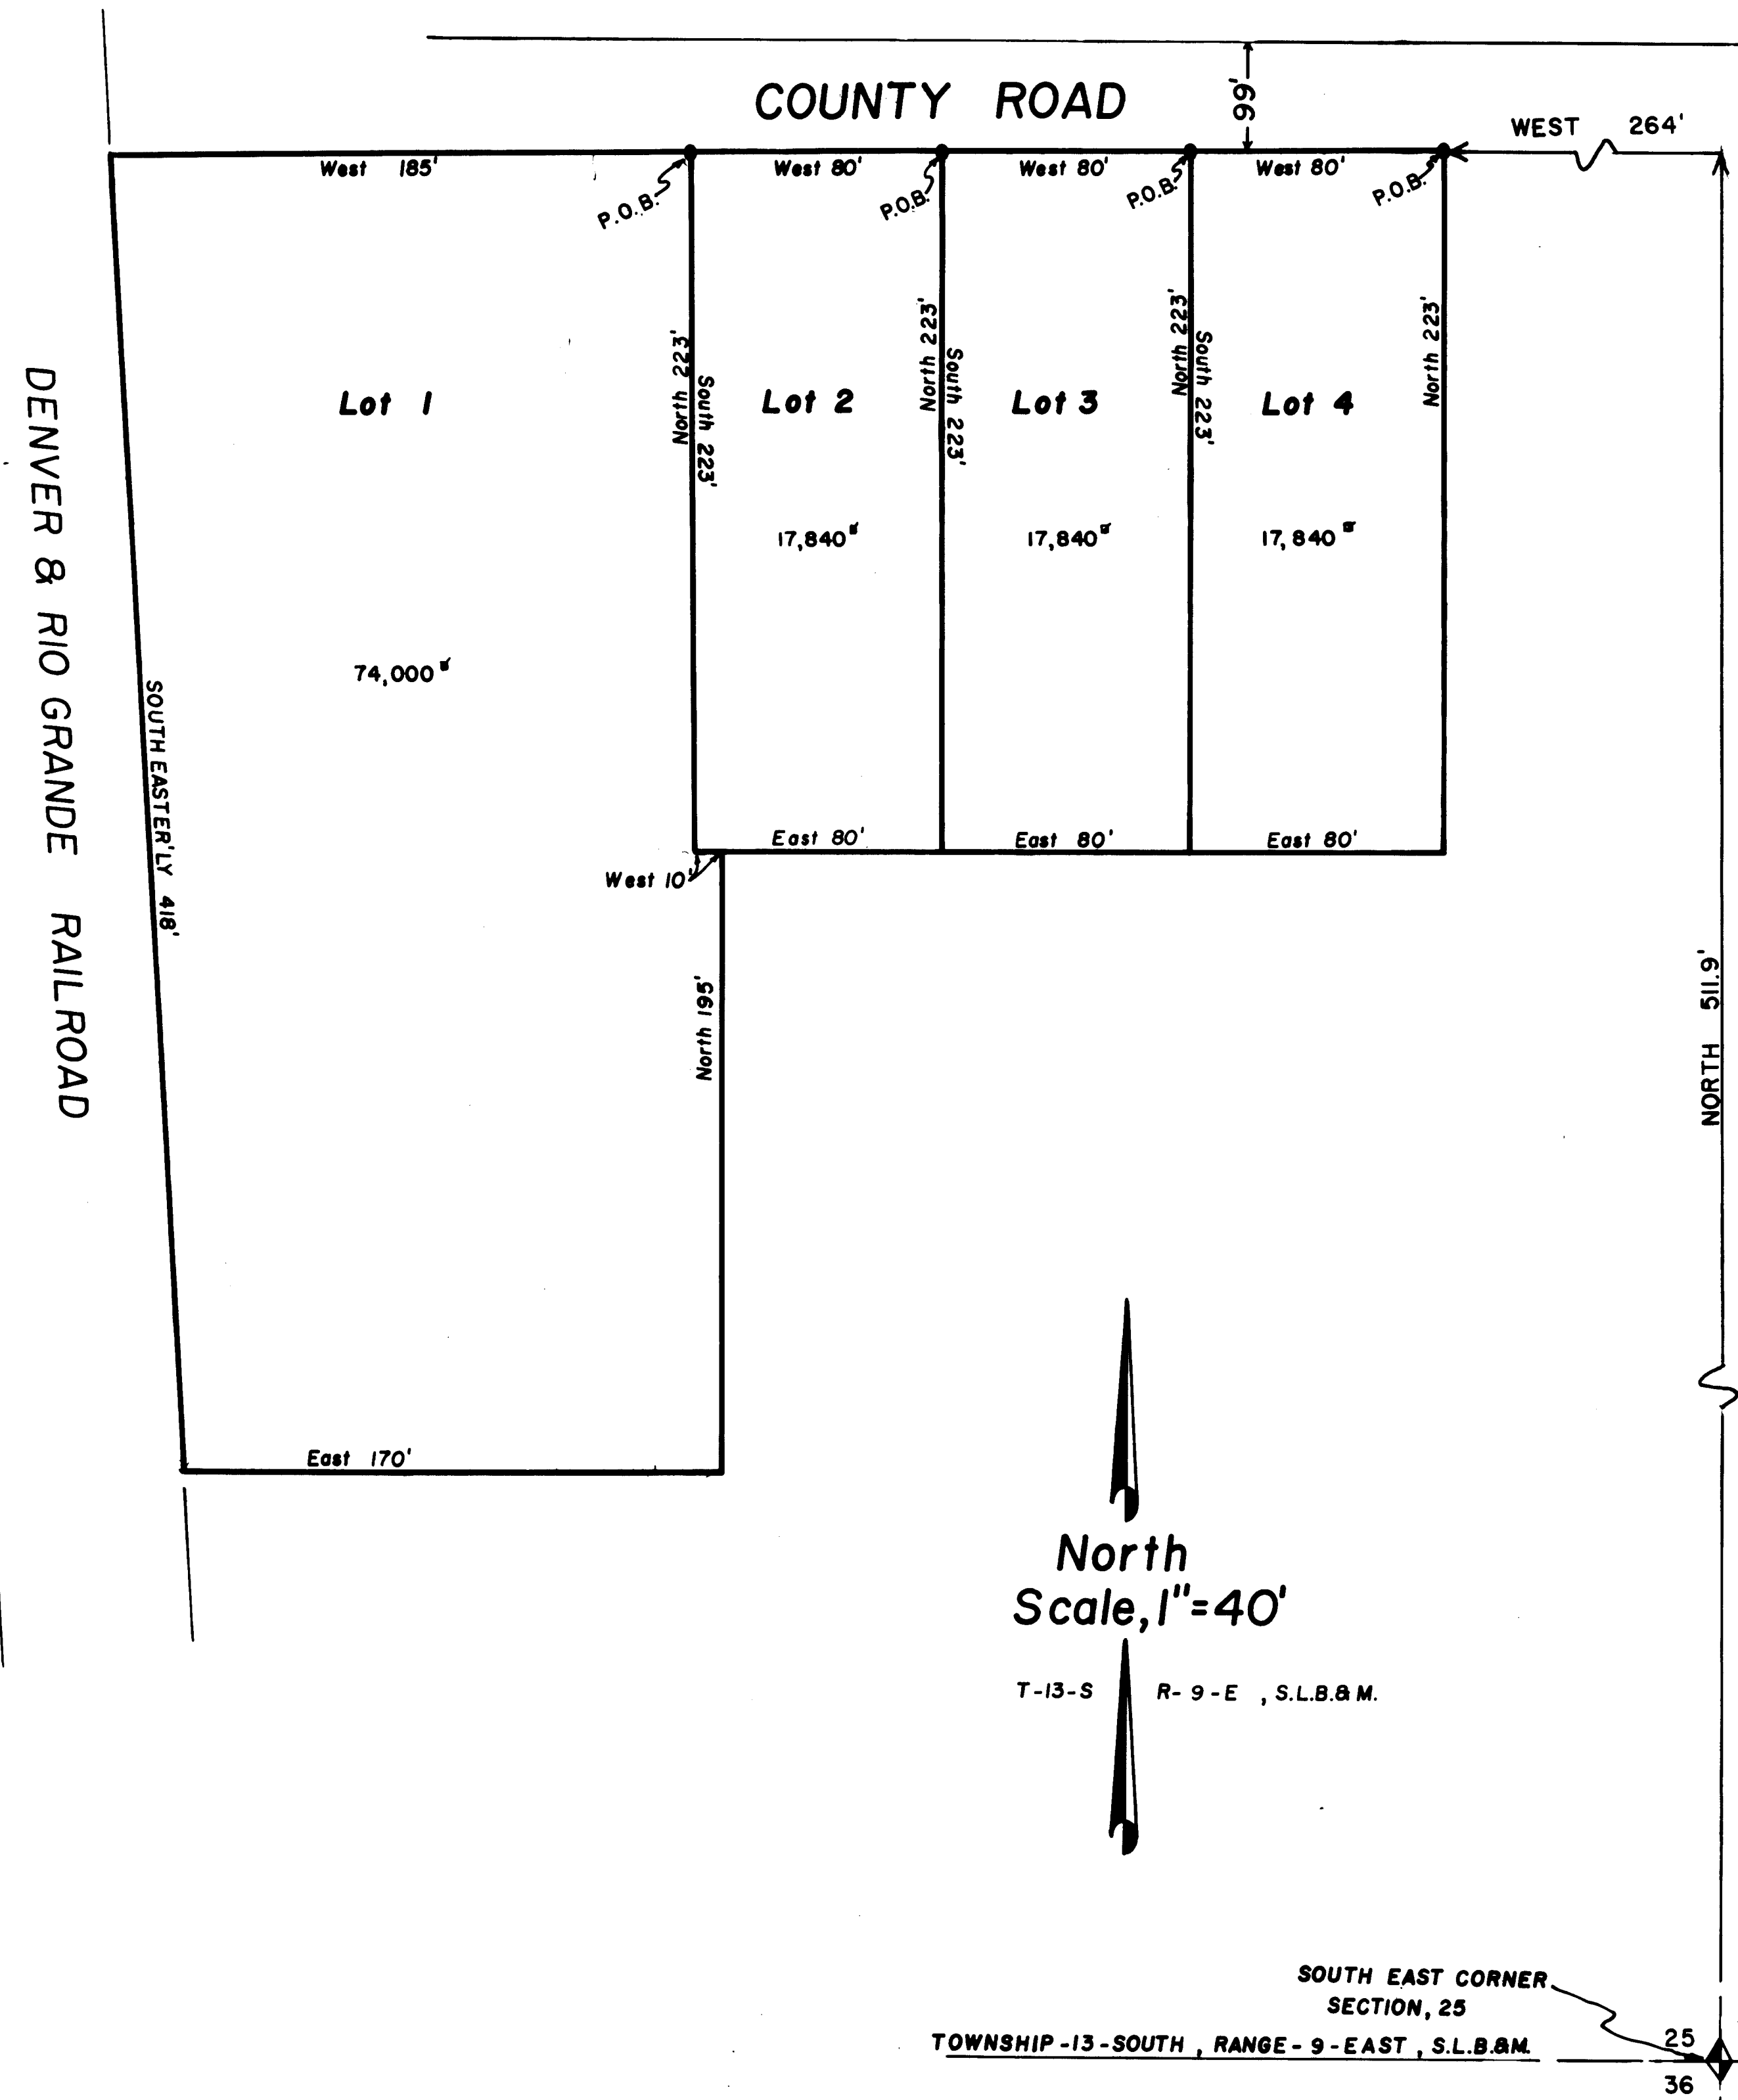 COUNTY ROAD
99'
WEST 264'
West 185'
West 80'
West 80'
West 80'
P.O.B.
P.O.B.
P.O.B.
P.O.B.
North 223'
South 223'
North 223'
South 223'
North 223'
South 223'
North 223'
Lot 1
Lot 2
Lot 3
Lot 4
17,840
17,840
17,840
74,000
DENVER & RIO GRANDE RAILROAD
SOUTH EASTER'LY 418'
East 80'
East 80'
East 80'
West 10'
North 195'
NORTH 511.9'
East 170'
North
Scale, 1"=40'
T-13-S R-9-E , S.L.B.& M.
SOUTH EAST CORNER
SECTION, 25
TOWNSHIP-13-SOUTH , RANGE-9-EAST , S.L.B.&M.
25
36